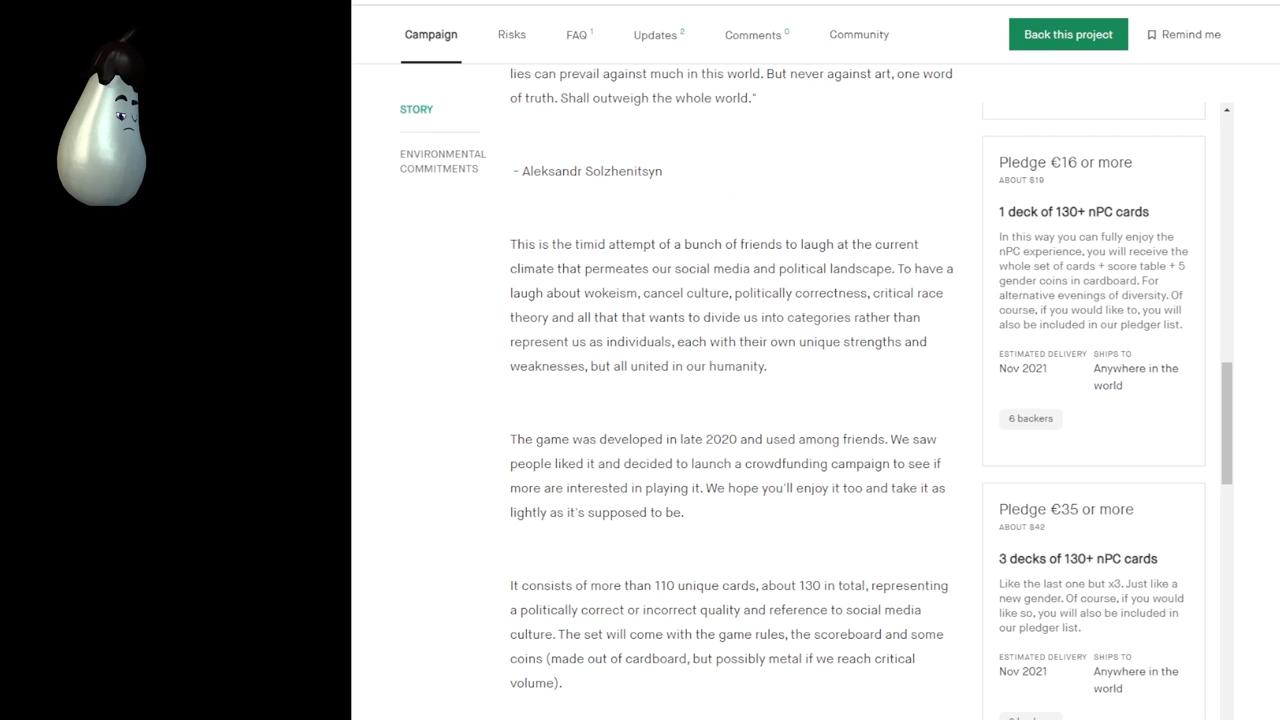 Campaign
Risks
FAQ 1
Updates 2
Comments 0
Community
Back this project
Remind me
STORY
ENVIRONMENTAL
COMMITMENTS
lies can prevail against much in this world. But never against art, one word
of truth. Shall outweigh the whole world."
- Aleksandr Solzhenitsyn
This is the timid attempt of a bunch of friends to laugh at the current
climate that permeates our social media and political landscape. To have a
laugh about wokeism, cancel culture, politically correctness, critical race
theory and all that that wants to divide us into categories rather than
represent us as individuals, each with their own unique strengths and
weaknesses, but all united in our humanity.
The game was developed in late 2020 and used among friends. We saw
people liked it and decided to launch a crowdfunding campaign to see if
more are interested in playing it. We hope you'll enjoy it too and take it as
lightly as it's supposed to be.
It consists of more than 110 unique cards, about 130 in total, representing
a politically correct or incorrect quality and reference to social media
culture. The set will come with the game rules, the scoreboard and some
coins (made out of cardboard, but possibly metal if we reach critical
volume).
Pledge €16 or more
ABOUT $19
1 deck of 130+ nPC cards
In this way you can fully enjoy the
nPC experience, you will receive the
whole set of cards + score table + 5
gender coins in cardboard. For
alternative evenings of diversity. Of
course, if you would like to, you will
also be included in our pledger list.
ESTIMATED DELIVERY SHIPS TO
Nov 2021 Anywhere in the
world
6 backers
Pledge €35 or more
ABOUT $42
3 decks of 130+ nPC cards
Like the last one but x3. Just like a
new gender. Of course, if you would
like so, you will also be included in
our pledger list.
ESTIMATED DELIVERY SHIPS TO
Nov 2021 Anywhere in the
world